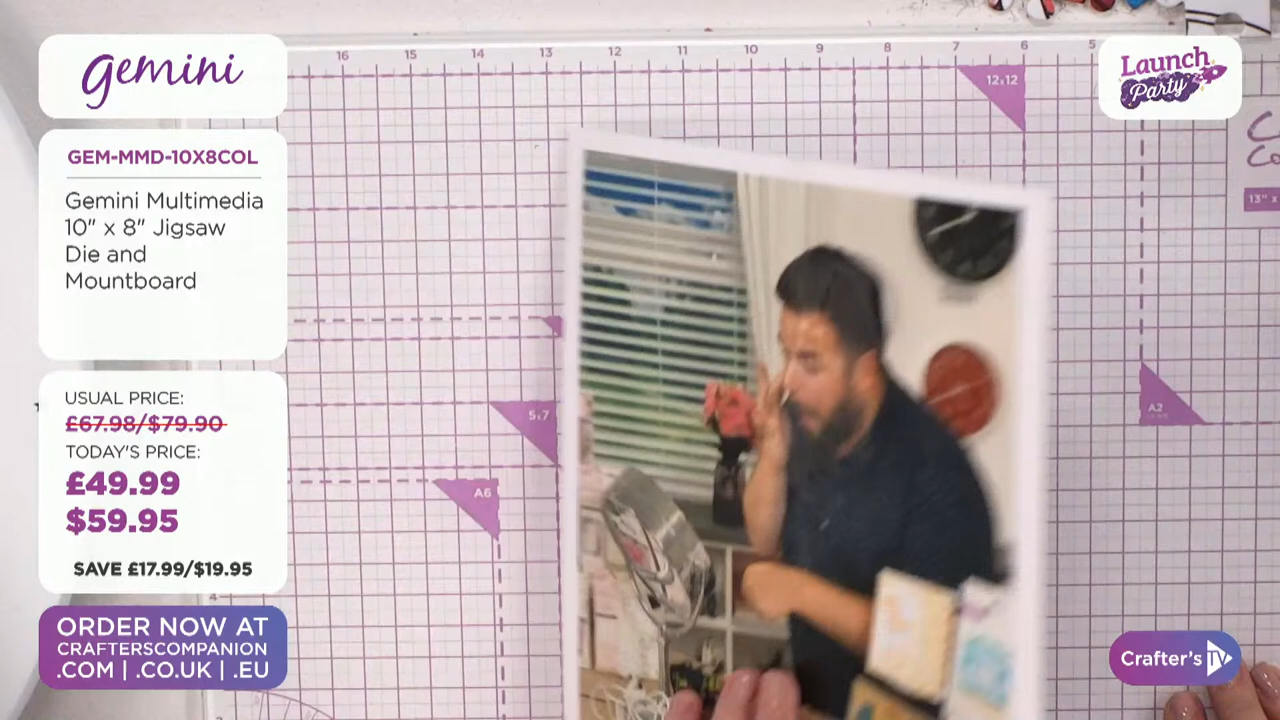 gemini
GEM-MMD-10X8COL
Gemini Multimedia
10" x 8" Jigsaw
Die and
Mountboard
USUAL PRICE:
£67.98/$79.90
TODAY'S PRICE:
£49.99
$59.95
SAVE £17.99/$19.95
ORDER NOW AT
CRAFTERSCOMPANION
.COM | .CO.UK | .EU
16 15 14 13 12 11 10 9 8 7 6 5
Launch
Party
12x12
13" x
5x7
A2
A6
4
Crafter's TV